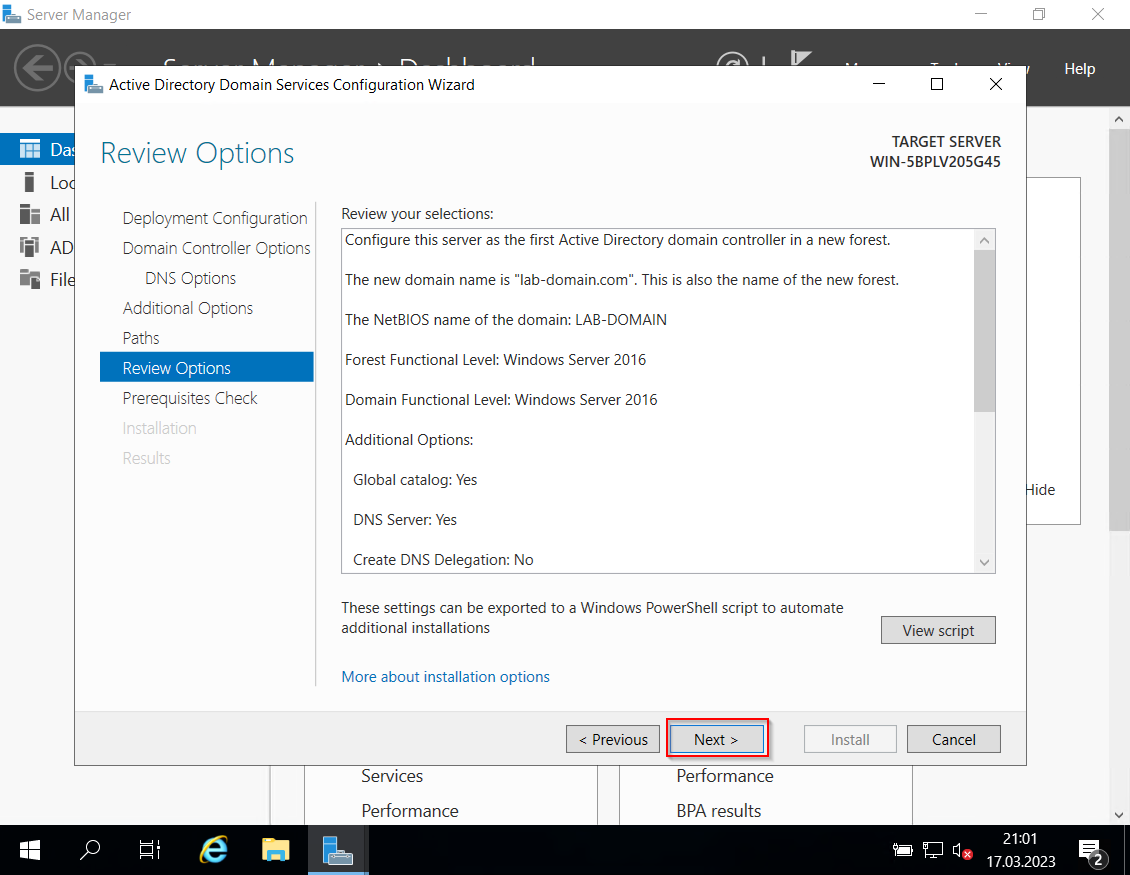 Server Manager
Help
Active Directory Domain Services Configuration Wizard
Review Options
TARGET SERVER
WIN-5BPLV205G45
Das
Loc
All
AD
File
Deployment Configuration
Domain Controller Options
DNS Options
Additional Options
Paths
Review Options
Prerequisites Check
Installation
Results
Review your selections:
Configure this server as the first Active Directory domain controller in a new forest.
The new domain name is "lab-domain.com". This is also the name of the new forest.
The NetBIOS name of the domain: LAB-DOMAIN
Forest Functional Level: Windows Server 2016
Domain Functional Level: Windows Server 2016
Additional Options:
Global catalog: Yes
DNS Server: Yes
Create DNS Delegation: No
Hide
These settings can be exported to a Windows PowerShell script to automate
additional installations
View script
More about installation options
< Previous
Next >
Install
Cancel
Services
Performance
Performance
BPA results
21:01
17.03.2023
2